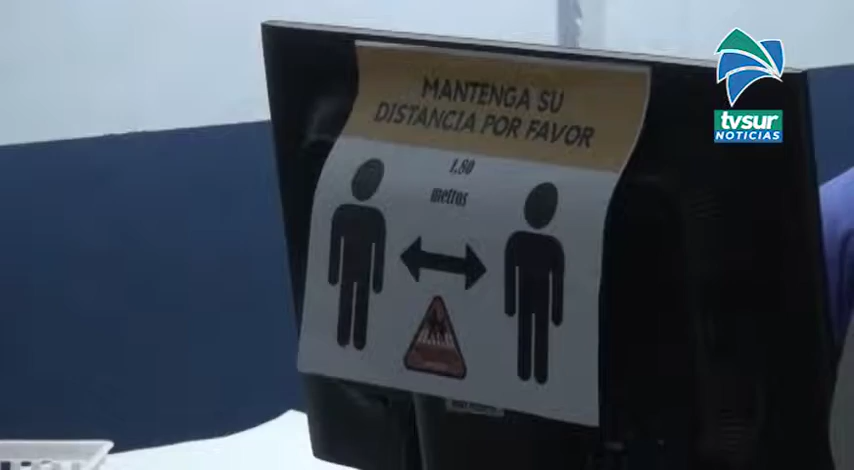 MANTENGA SU
DISTANCIA POR FAVOR
1.80
metros
tvsur
NOTICIAS